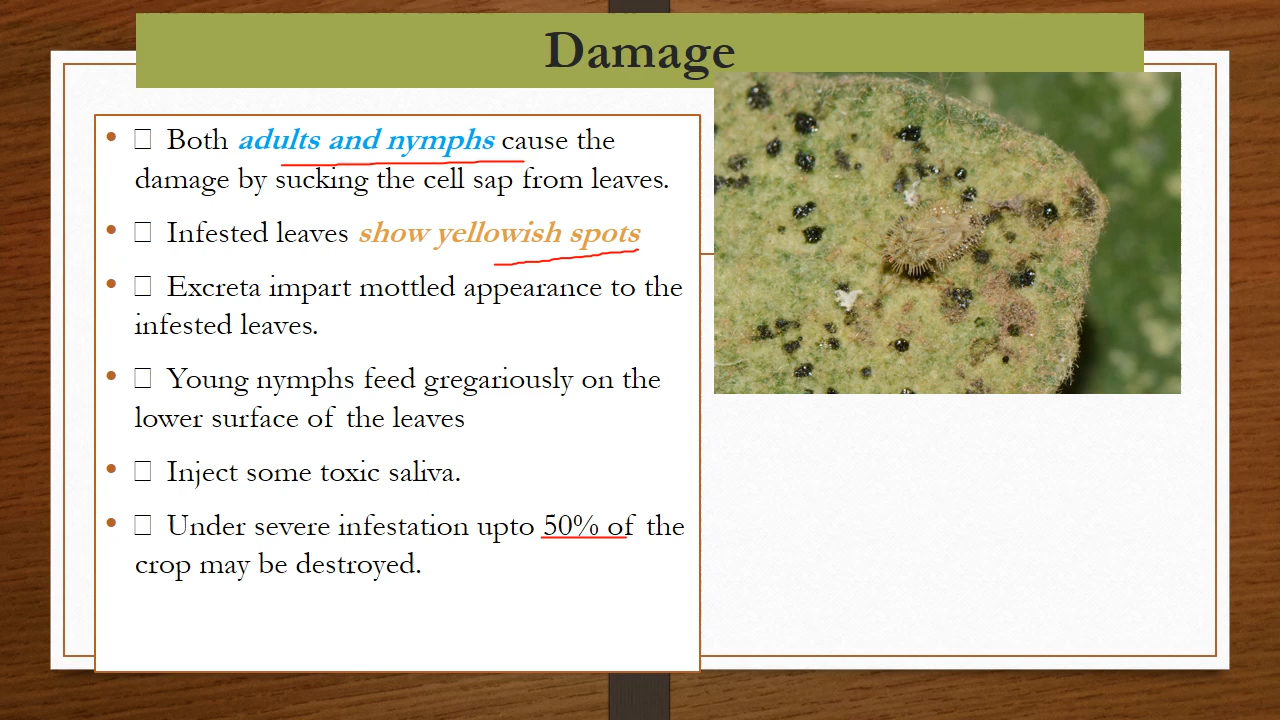 Damage
• □ Both adults and nymphs cause the
damage by sucking the cell sap from leaves.
• □ Infested leaves show yellowish spots
• □ Excreta impart mottled appearance to the
infested leaves.
• □ Young nymphs feed gregariously on the
lower surface of the leaves
• □ Inject some toxic saliva.
• □ Under severe infestation upto 50% of the
crop may be destroyed.